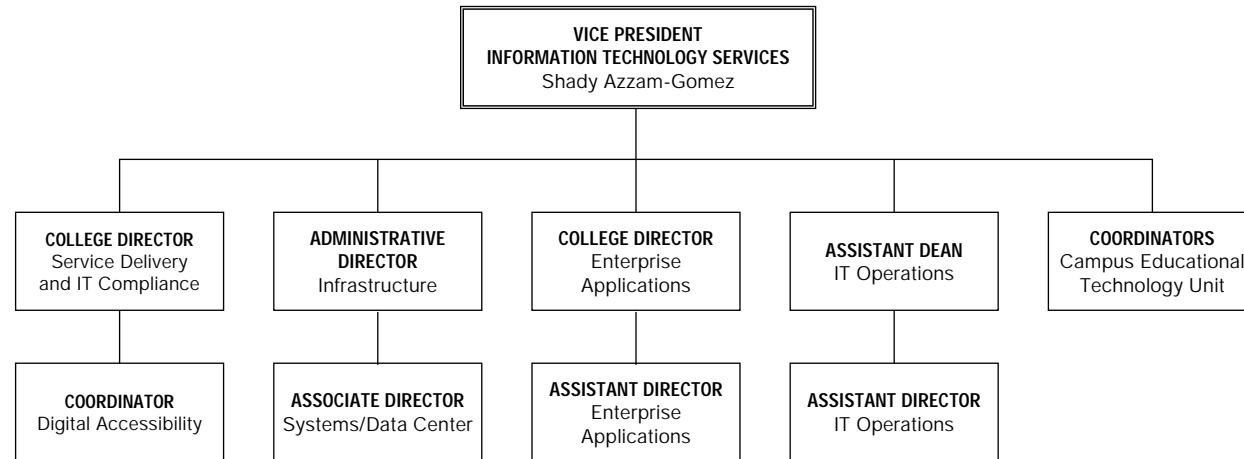 VICE PRESIDENT
INFORMATION TECHNOLOGY SERVICES
Shady Azzam-Gomez
COLLEGE DIRECTOR
Service Delivery
and IT Compliance
ADMINISTRATIVE
DIRECTOR
Infrastructure
COLLEGE DIRECTOR
Enterprise
Applications
ASSISTANT DEAN
IT Operations
COORDINATORS
Campus Educational
Technology Unit
COORDINATOR
Digital Accessibility
ASSOCIATE DIRECTOR
Systems/Data Center
ASSISTANT DIRECTOR
Enterprise
Applications
ASSISTANT DIRECTOR
IT Operations